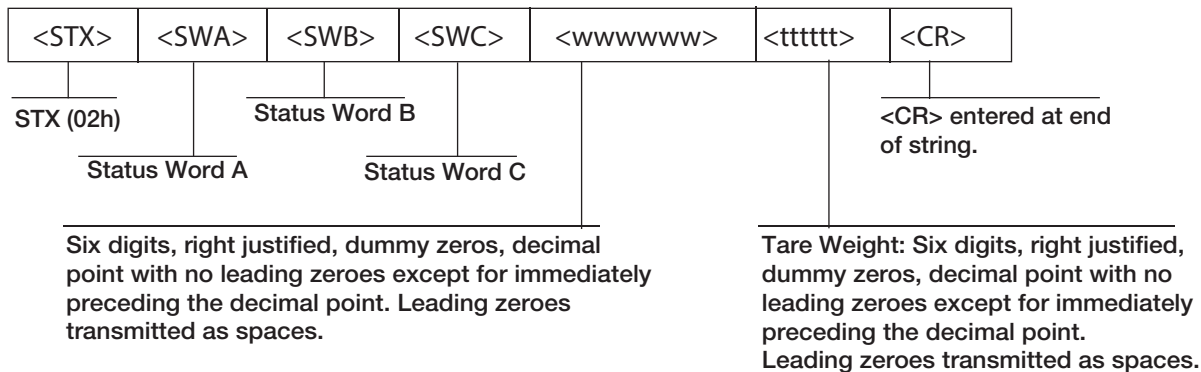 <STX> <SWA> <SWB> <SWC> <wwwwww> <tttttt> <CR>
STX (02h)
Status Word A
Status Word B
Status Word C
Six digits, right justified, dummy zeros, decimal
point with no leading zeroes except for immediately
preceding the decimal point. Leading zeroes
transmitted as spaces.
Tare Weight: Six digits, right justified,
dummy zeros, decimal point with no
leading zeroes except for immediately
preceding the decimal point.
Leading zeroes transmitted as spaces.
<CR> entered at end
of string.